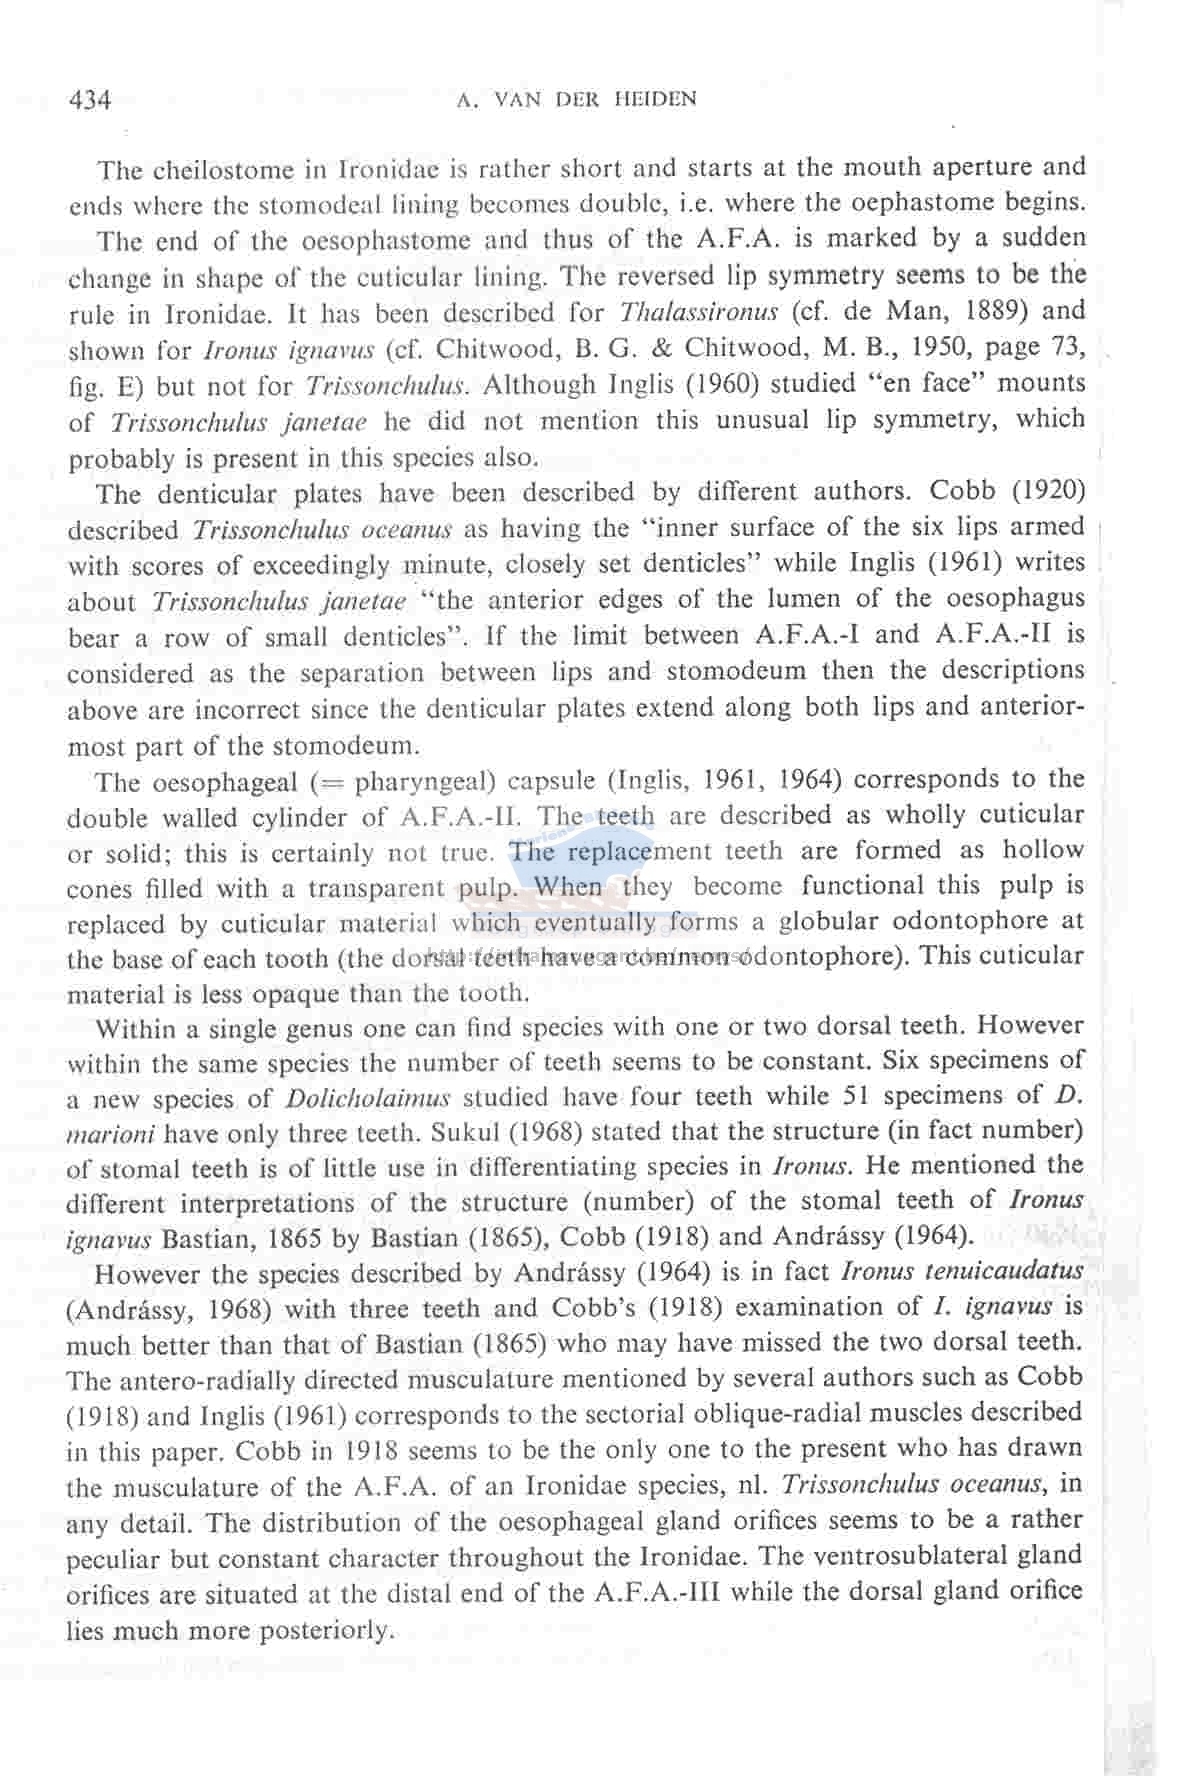 434
A. VAN DER HEIDEN
The cheilostome in Ironidae is rather short and starts at the mouth aperture and
ends where the stomodeal lining becomes double, i.e. where the oephastome begins.
The end of the oesophastome and thus of the A.F.A. is marked by a sudden
change in shape of the cuticular lining. The reversed lip symmetry seems to be the
rule in Ironidae. It has been described for Thalassironus (cf. de Man, 1889) and
shown for Ironus ignavus (cf. Chitwood, B. G. & Chitwood, M. B., 1950, page 73,
fig. E) but not for Trissonchulus. Although Inglis (1960) studied “en face” mounts
of Trissonchulus janetae he did not mention this unusual lip symmetry, which
probably is present in this species also.
The denticular plates have been described by different authors. Cobb (1920)
described Trissonchulus oceanus as having the “inner surface of the six lips armed
with scores of exceedingly minute, closely set denticles” while Inglis (1961) writes
about Trissonchulus janetae “the anterior edges of the lumen of the oesophagus
bear a row of small denticles”. If the limit between A.F.A.-I and A.F.A.-II is
considered as the separation between lips and stomodeum then the descriptions
above are incorrect since the denticular plates extend along both lips and anterior-
most part of the stomodeum.
The oesophageal (= pharyngeal) capsule (Inglis, 1961, 1964) corresponds to the
double walled cylinder of A.F.A.-II. The teeth are described as wholly cuticular
or solid; this is certainly not true. The replacement teeth are formed as hollow
cones filled with a transparent pulp. When they become functional this pulp is
replaced by cuticular material which eventually forms a globular odontophore at
the base of each tooth (the dorsal teeth have a common odontophore). This cuticular
material is less opaque than the tooth.
Within a single genus one can find species with one or two dorsal teeth. However
within the same species the number of teeth seems to be constant. Six specimens of
a new species of Dolicholaimus studied have four teeth while 51 specimens of D.
marioni have only three teeth. Sukul (1968) stated that the structure (in fact number)
of stomal teeth is of little use in differentiating species in Ironus. He mentioned the
different interpretations of the structure (number) of the stomal teeth of Ironus
ignavus Bastian, 1865 by Bastian (1865), Cobb (1918) and Andrássy (1964).
However the species described by Andrássy (1964) is in fact Ironus tenuicaudatus
(Andrássy, 1968) with three teeth and Cobb’s (1918) examination of I. ignavus is
much better than that of Bastian (1865) who may have missed the two dorsal teeth.
The antero-radially directed musculature mentioned by several authors such as Cobb
(1918) and Inglis (1961) corresponds to the sectorial oblique-radial muscles described
in this paper. Cobb in 1918 seems to be the only one to the present who has drawn
the musculature of the A.F.A. of an Ironidae species, nl. Trissonchulus oceanus, in
any detail. The distribution of the oesophageal gland orifices seems to be a rather
peculiar but constant character throughout the Ironidae. The ventrosublateral gland
orifices are situated at the distal end of the A.F.A.-III while the dorsal gland orifice
lies much more posteriorly.